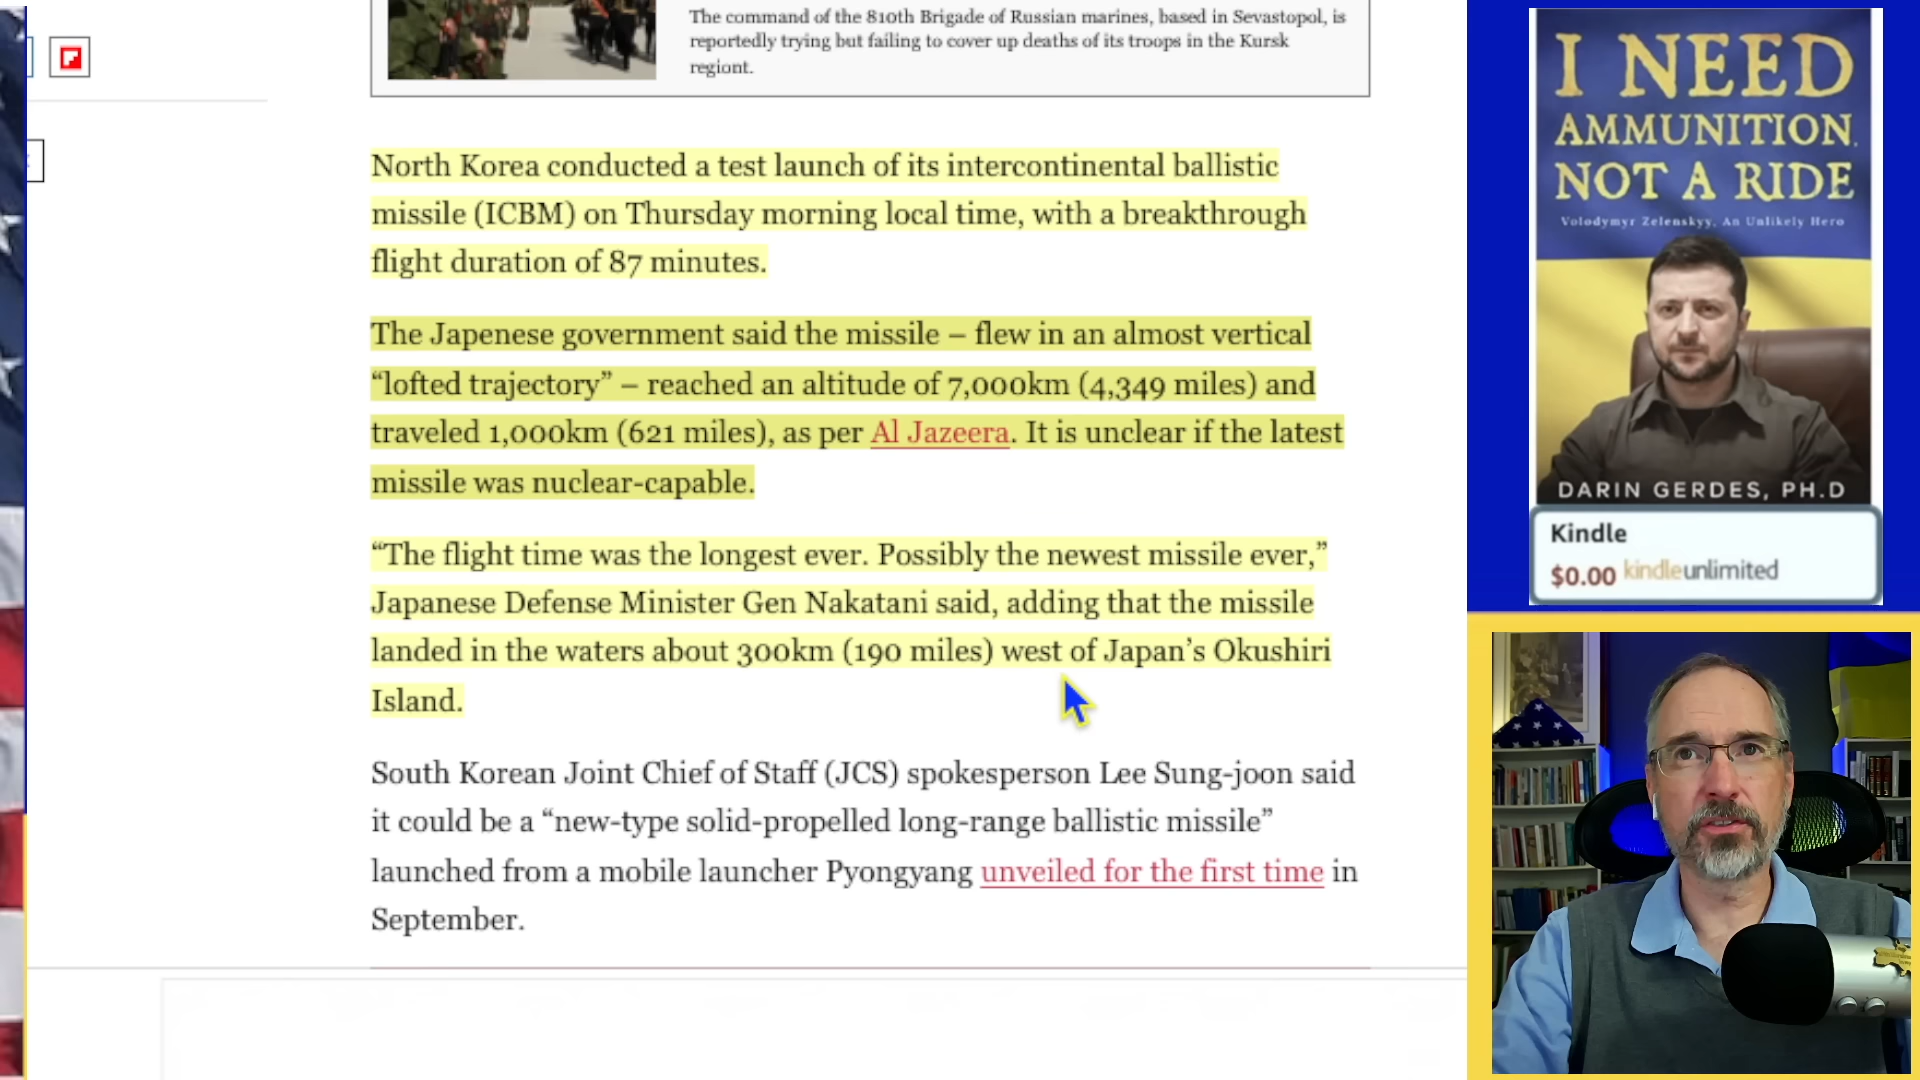 The command of the 810th Brigade of Russian marines, based in Sevastopol, is
reportedly trying but failing to cover up deaths of its troops in the Kursk
regiont.
North Korea conducted a test launch of its intercontinental ballistic
missile (ICBM) on Thursday morning local time, with a breakthrough
flight duration of 87 minutes.
The Japenese government said the missile – flew in an almost vertical
“lofted trajectory” – reached an altitude of 7,000km (4,349 miles) and
traveled 1,000km (621 miles), as per Al Jazeera. It is unclear if the latest
missile was nuclear-capable.
“The flight time was the longest ever. Possibly the newest missile ever,”
Japanese Defense Minister Gen Nakatani said, adding that the missile
landed in the waters about 300km (190 miles) west of Japan’s Okushiri
Island.
South Korean Joint Chief of Staff (JCS) spokesperson Lee Sung-joon said
it could be a “new-type solid-propelled long-range ballistic missile”
launched from a mobile launcher Pyongyang unveiled for the first time in
September.
I NEED
AMMUNITION,
NOT A RIDE
Volodymyr Zelenskyy, An Unlikely Hero
DARIN GERDES, PH.D
Kindle
$0.00 kindleunlimited